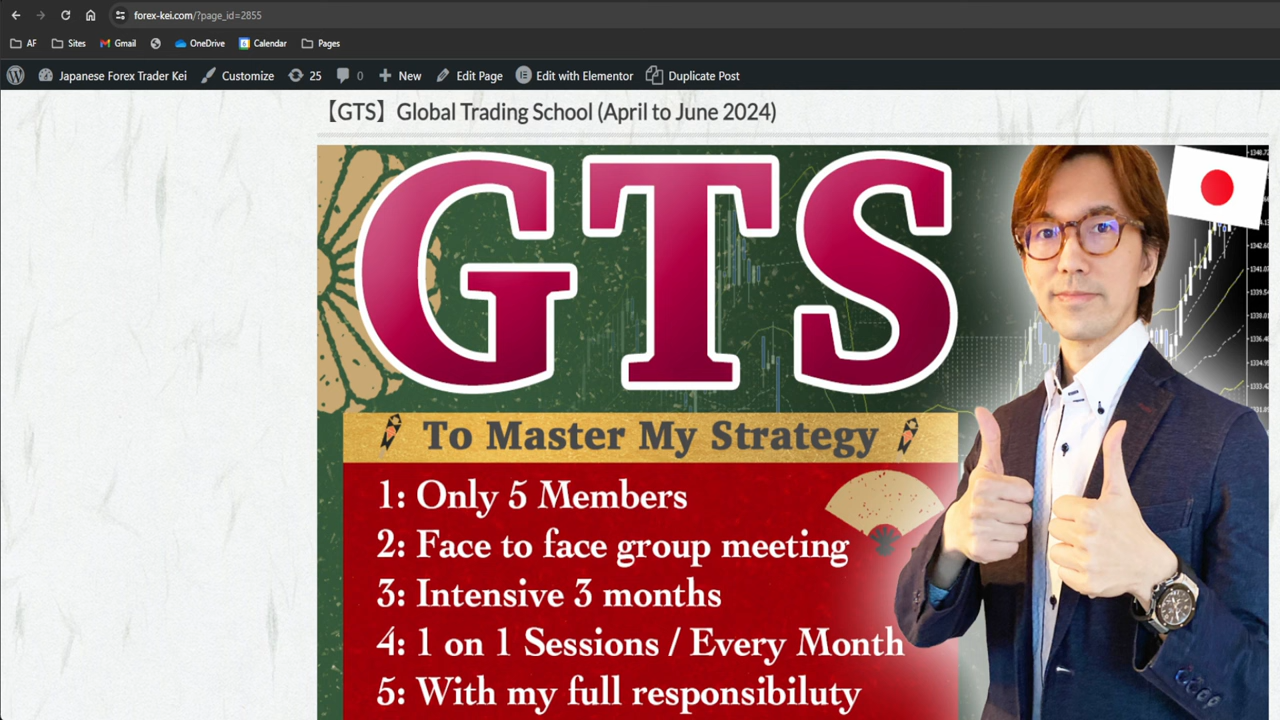 forex-kei.com/?page_id=2855
AF Sites Gmail OneDrive Calendar Pages
Japanese Forex Trader Kei Customize 25 0 New Edit Page Edit with Elementor Duplicate Post
【GTS】Global Trading School (April to June 2024)
GTS
To Master My Strategy
1: Only 5 Members
2: Face to face group meeting
3: Intensive 3 months
4: 1 on 1 Sessions / Every Month
5: With my full responsibiluty